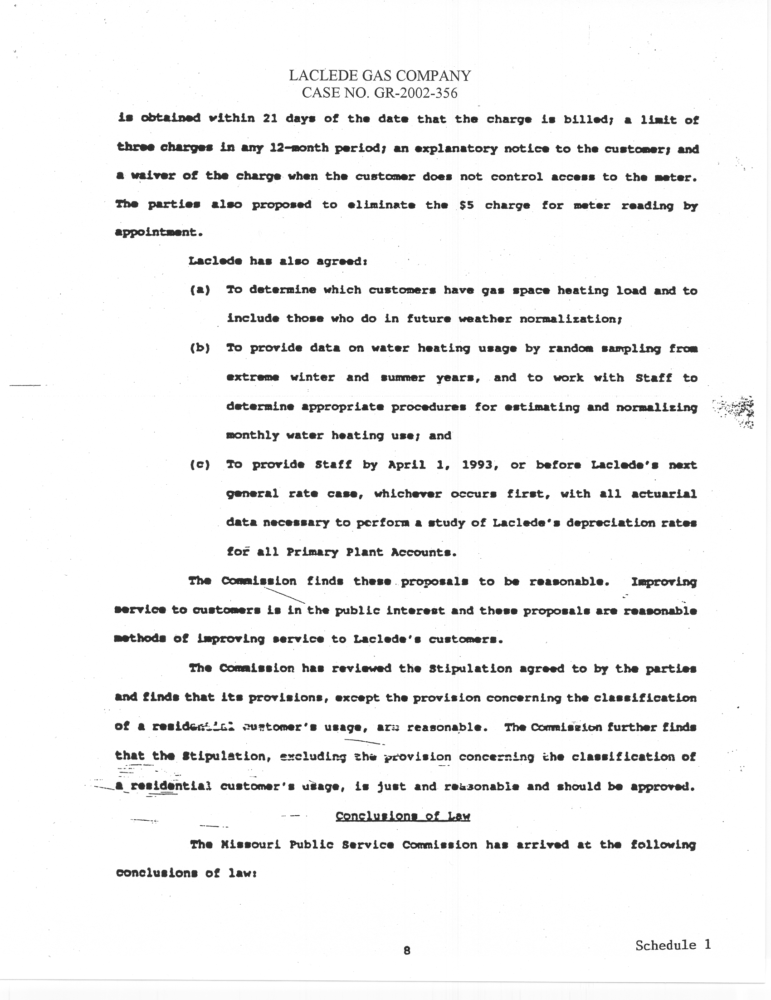 LACLEDE GAS COMPANY
CASE NO. GR-2002-356
is obtained within 21 days of the date that the charge is billed; a limit of
three charges in any 12-month period; an explanatory notice to the customer; and
a waiver of the charge when the customer does not control access to the meter.
The parties also proposed to eliminate the $5 charge for meter reading by
appointment.
Laclede has also agreed:
(a) To determine which customers have gas space heating load and to
include those who do in future weather normalization;
(b) To provide data on water heating usage by random sampling from
extreme winter and summer years, and to work with Staff to
determine appropriate procedures for estimating and normalizing
monthly water heating use; and
(c) To provide Staff by April 1, 1993, or before Laclede's next
general rate case, whichever occurs first, with all actuarial
data necessary to perform a study of Laclede's depreciation rates
for all Primary Plant Accounts.
The Commission finds these proposals to be reasonable. Improving
service to customers is in the public interest and these proposals are reasonable
methods of improving service to Laclede's customers.
The Commission has reviewed the Stipulation agreed to by the parties
and finds that its provisions, except the provision concerning the classification
of a residential customer's usage, are reasonable. The Commission further finds
that the Stipulation, excluding the provision concerning the classification of
a residential customer's usage, is just and reasonable and should be approved.
Conclusions of Law
The Missouri Public Service Commission has arrived at the following
conclusions of law:
8
Schedule 1